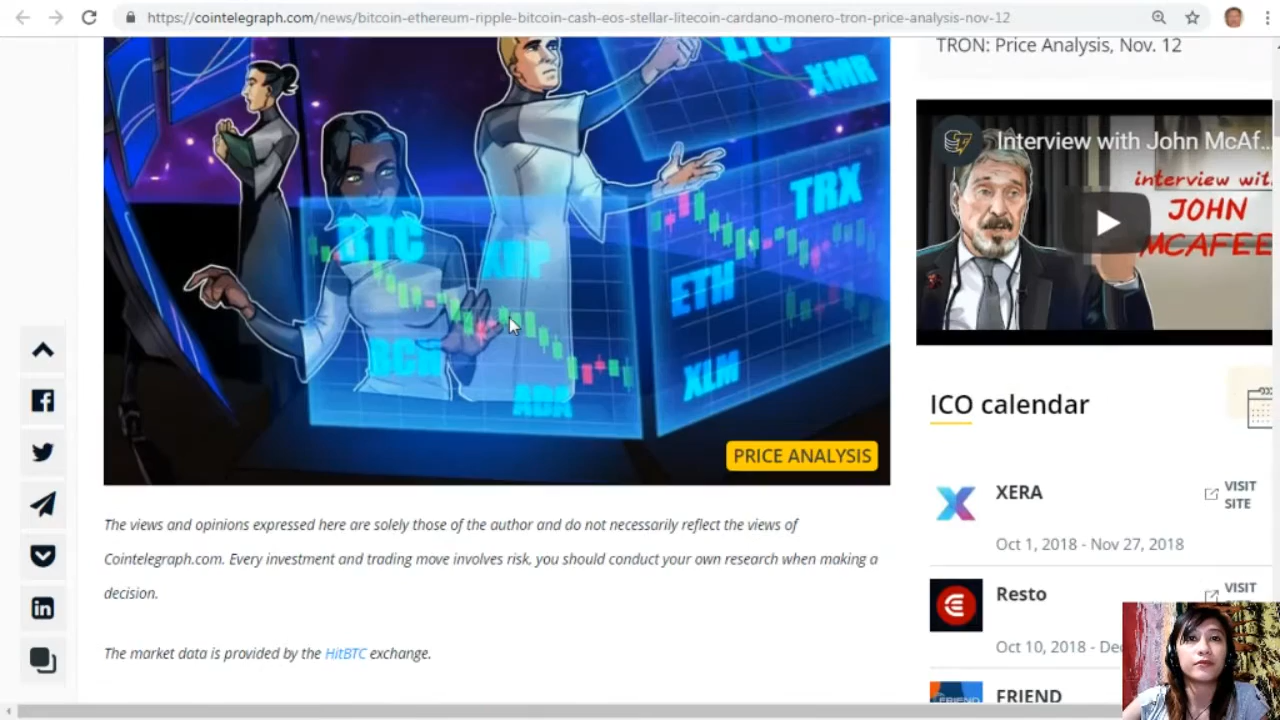 https://cointelegraph.com/news/bitcoin-ethereum-ripple-bitcoin-cash-eos-stellar-litecoin-cardano-monero-tron-price-analysis-nov-12
LTC
XMR
TRX
BTC
XRP
ETH
BCH
XLM
ADA
PRICE ANALYSIS
The views and opinions expressed here are solely those of the author and do not necessarily reflect the views of
Cointelegraph.com. Every investment and trading move involves risk, you should conduct your own research when making a
decision.
The market data is provided by the HitBTC exchange.
TRON: Price Analysis, Nov. 12
Interview with John McAf...
interview wit
JOHN
MCAFEE
ICO calendar
XERA
VISIT
SITE
Oct 1, 2018 - Nov 27, 2018
Resto
VISIT
Oct 10, 2018 - De
FRIEND